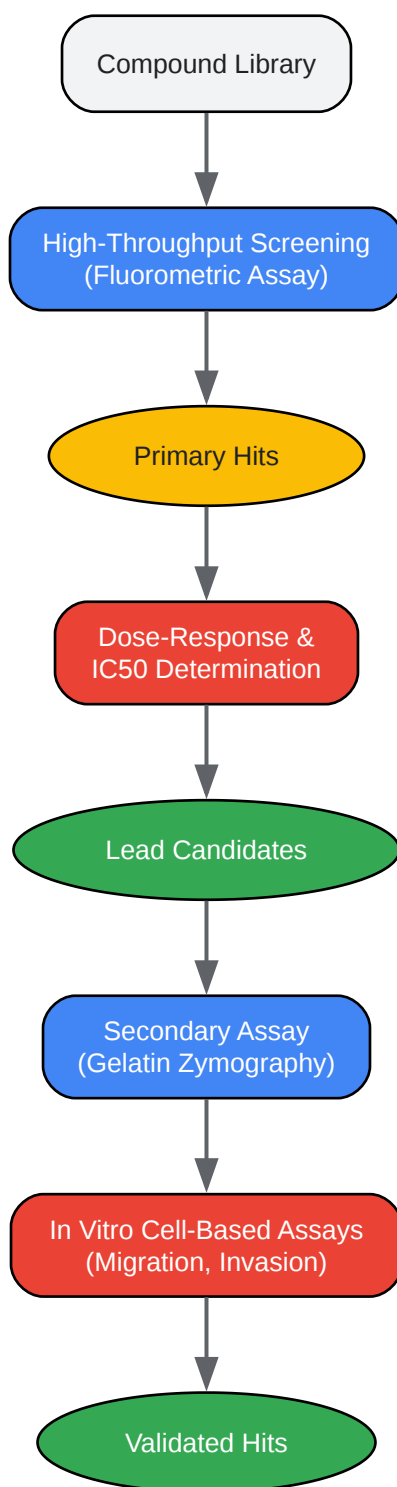 Compound Library
High-Throughput Screening
(Fluorometric Assay)
Primary Hits
Dose-Response &
IC50 Determination
Lead Candidates
Secondary Assay
(Gelatin Zymography)
In Vitro Cell-Based Assays
(Migration, Invasion)
Validated Hits